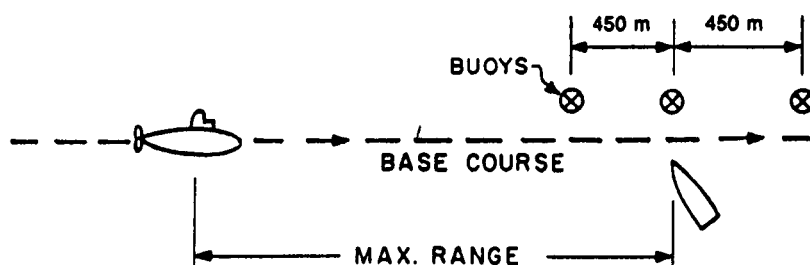 450 m 450 m
BUOYS
BASE COURSE
MAX. RANGE